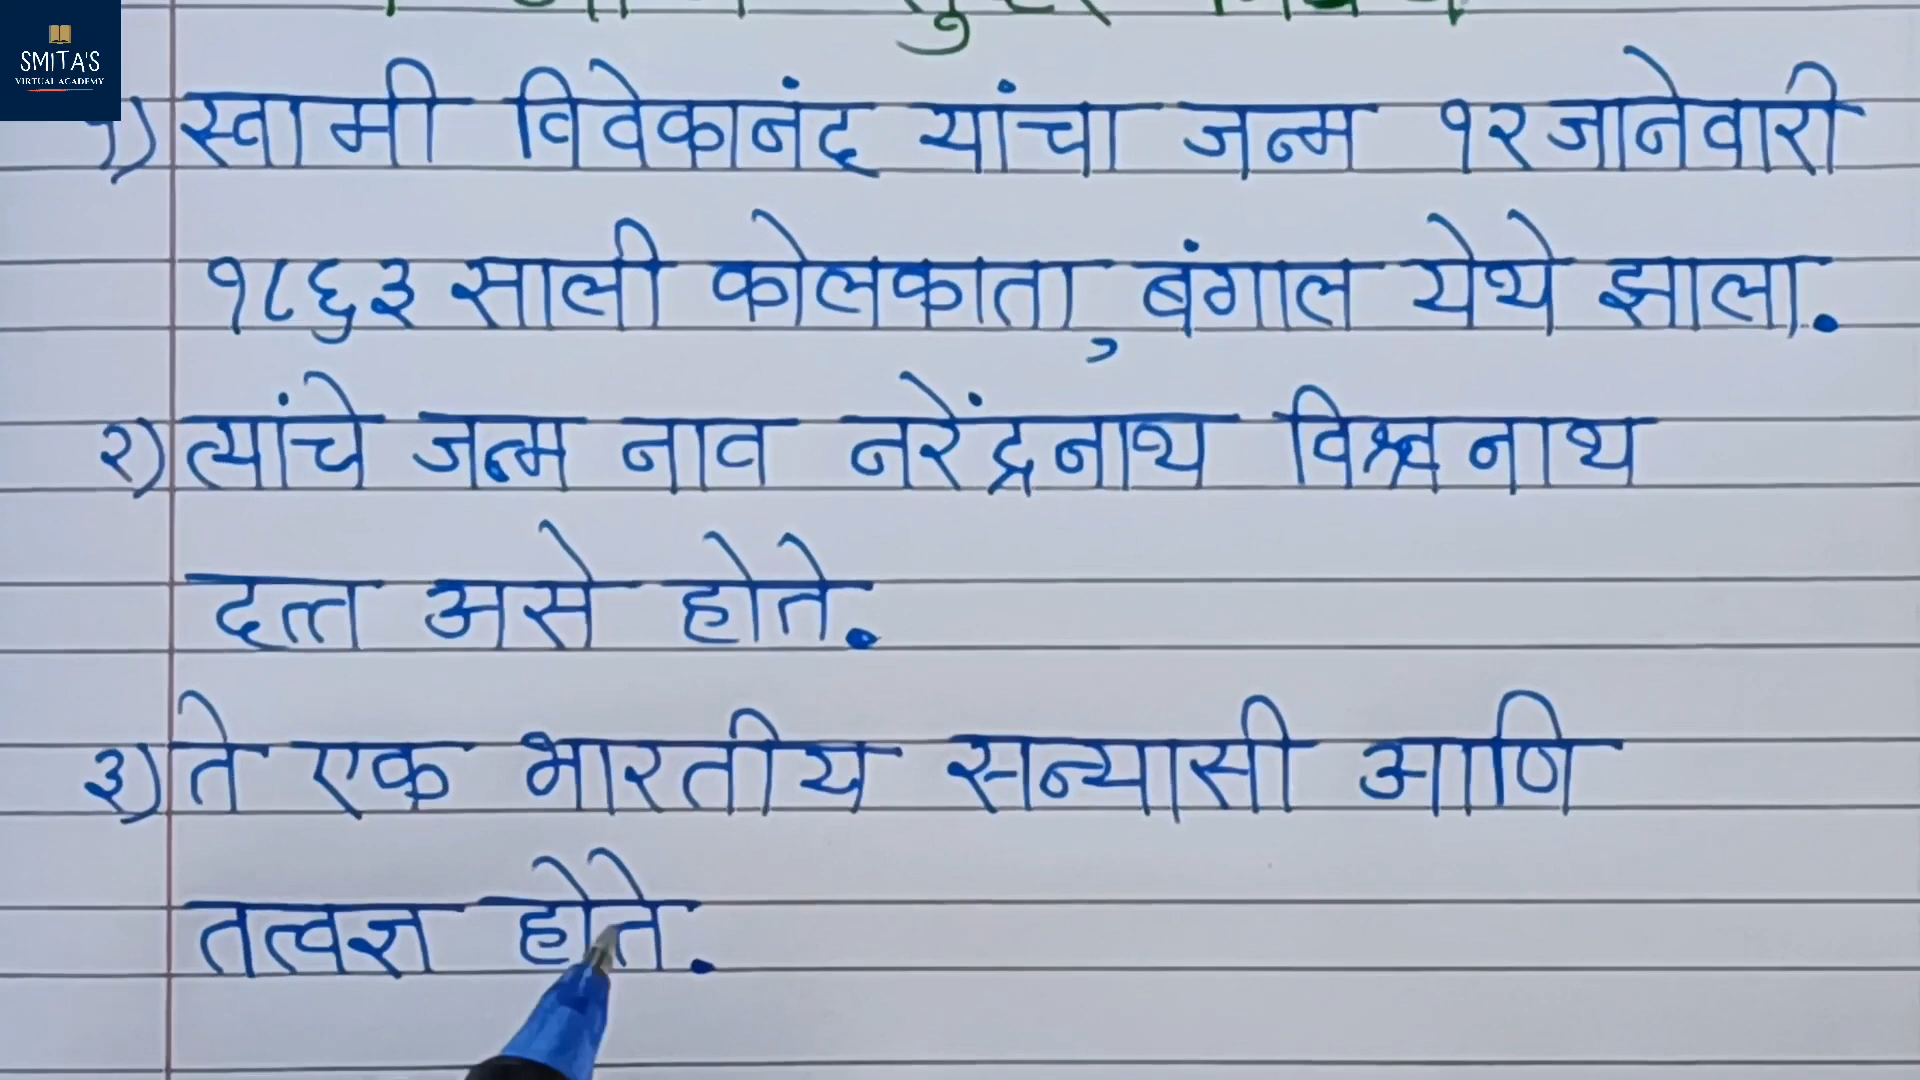 SMITA'S
VIRTUAL ACADEMY
१) स्वामी विवेकानंद यांचा जन्म १२ जानेवारी
१८६३ साली कोलकाता, बंगाल येथे झाला.
२) त्यांचे जन्म नाव नरेंद्रनाथ विश्वनाथ
दत्त असे होते.
३) ते एक भारतीय सन्यासी आणि
तत्वज्ञ होते.